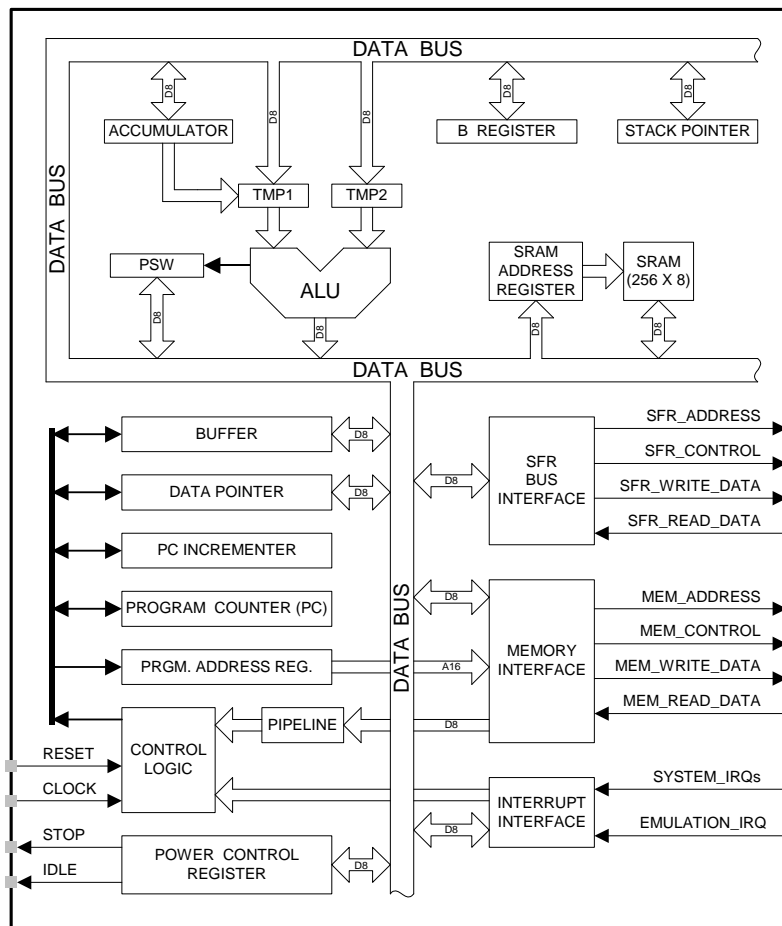 DATA BUS
D8
D8
D8
D8
D8
ACCUMULATOR
B REGISTER
STACK POINTER
DATA BUS
TMP1
TMP2
PSW
ALU
SRAM
ADDRESS
REGISTER
SRAM
(256 X 8)
D8
D8
D8
D8
DATA BUS
BUFFER
D8
DATA POINTER
D8
PC INCREMENTER
PROGRAM COUNTER (PC)
PRGM. ADDRESS REG.
A16
DATA BUS
D8
SFR
BUS
INTERFACE
SFR_ADDRESS
SFR_CONTROL
SFR_WRITE_DATA
SFR_READ_DATA
D8
MEMORY
INTERFACE
MEM_ADDRESS
MEM_CONTROL
MEM_WRITE_DATA
MEM_READ_DATA
CONTROL
LOGIC
PIPELINE
D8
RESET
CLOCK
INTERRUPT
INTERFACE
D8
SYSTEM_IRQs
EMULATION_IRQ
STOP
IDLE
POWER CONTROL
REGISTER
D8